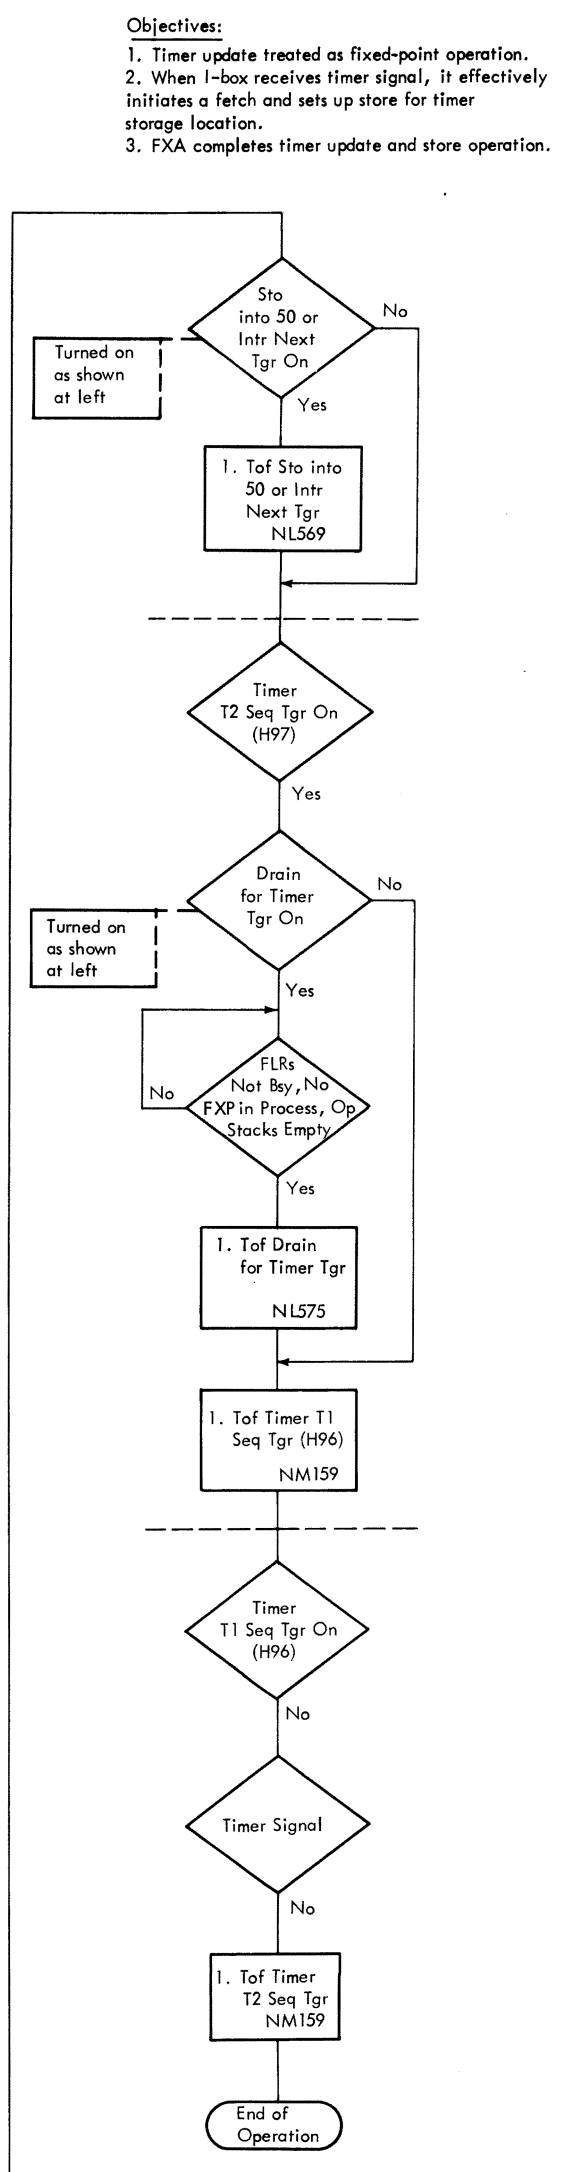 Objectives:
1. Timer update treated as fixed-point operation.
2. When I-box receives timer signal, it effectively
initiates a fetch and sets up store for timer
storage location.
3. FXA completes timer update and store operation.
Sto
into 50 or
Intr Next
Tgr On
No
Turned on
as shown
at left
Yes
1. Tof Sto into
50 or Intr
Next Tgr
NL569
Timer
T2 Seq Tgr On
(H97)
Yes
Drain
for Timer
Tgr On
No
Turned on
as shown
at left
Yes
FLRs
Not Bsy, No
FXP in Process, Op
Stacks Empty
No
Yes
1. Tof Drain
for Timer Tgr
NL575
1. Tof Timer T1
Seq Tgr (H96)
NM159
Timer
T1 Seq Tgr On
(H96)
No
Timer Signal
No
1. Tof Timer
T2 Seq Tgr
NM159
End of
Operation